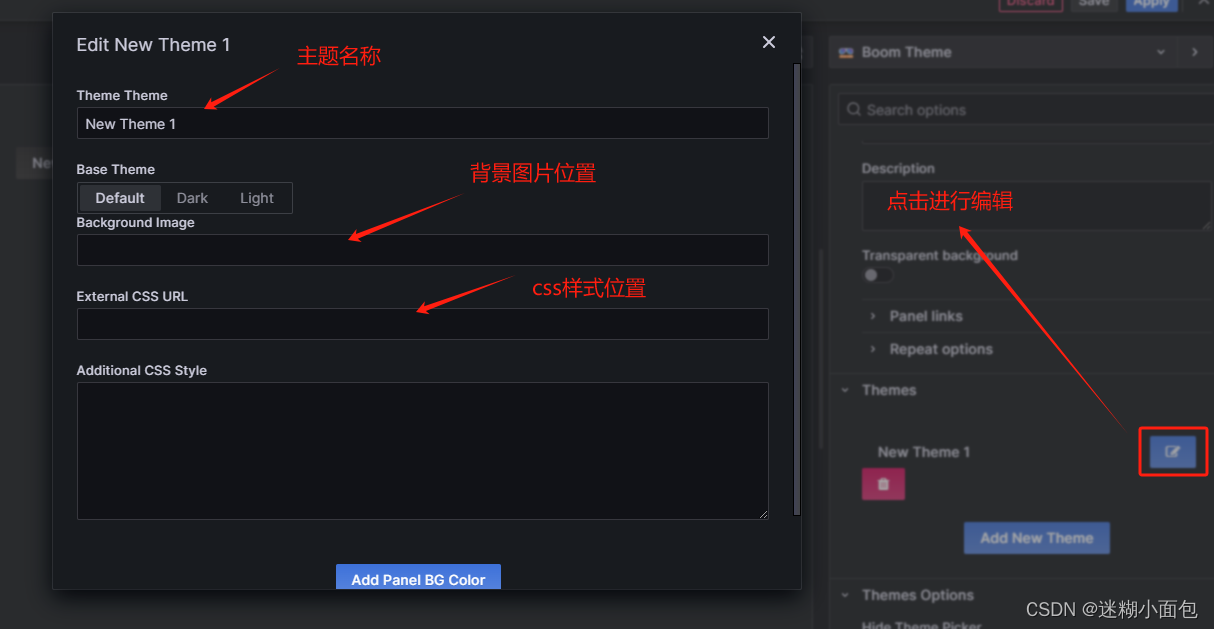 Discard
Save
Apply
Edit New Theme 1
主题名称
Theme Theme
New Theme 1
Base Theme
Default
Dark
Light
背景图片位置
Background Image
External CSS URL
css样式位置
Additional CSS Style
Add Panel BG Color
Boom Theme
Search options
Description
点击进行编辑
Transparent background
Panel links
Repeat options
Themes
New Theme 1
Add New Theme
Themes Options
Hide Theme Picker
CSDN @迷糊小面包